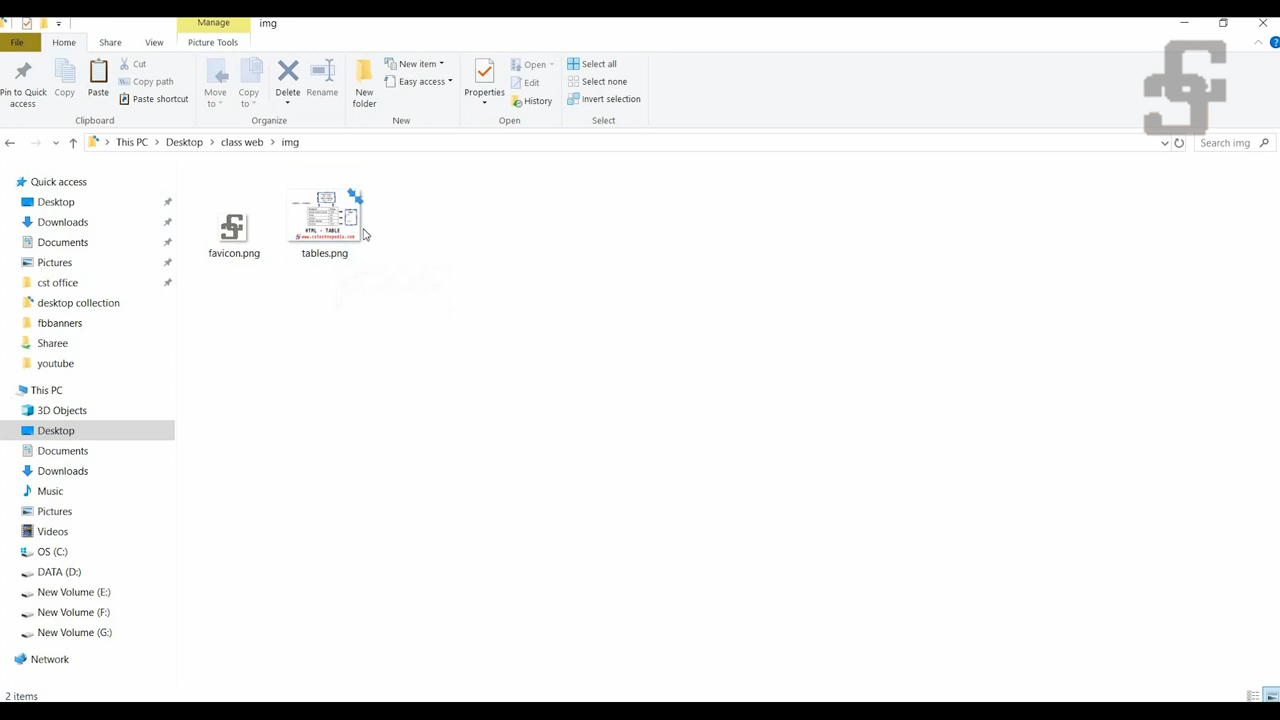 Manage
img
File
Home
Share
View
Picture Tools
Pin to Quick access
Copy
Paste
Cut
Copy path
Paste shortcut
Clipboard
Move to
Copy to
Delete
Rename
Organize
New folder
New item
Easy access
New
Properties
Open
Edit
History
Open
Select all
Select none
Invert selection
Select
This PC > Desktop > class web > img
Search img
Quick access
Desktop
Downloads
Documents
Pictures
cst office
desktop collection
fbbanners
Sharee
youtube
This PC
3D Objects
Desktop
Documents
Downloads
Music
Pictures
Videos
OS (C:)
DATA (D:)
New Volume (E:)
New Volume (F:)
New Volume (G:)
Network
HTML - TABLE
favicon.png
tables.png
2 items